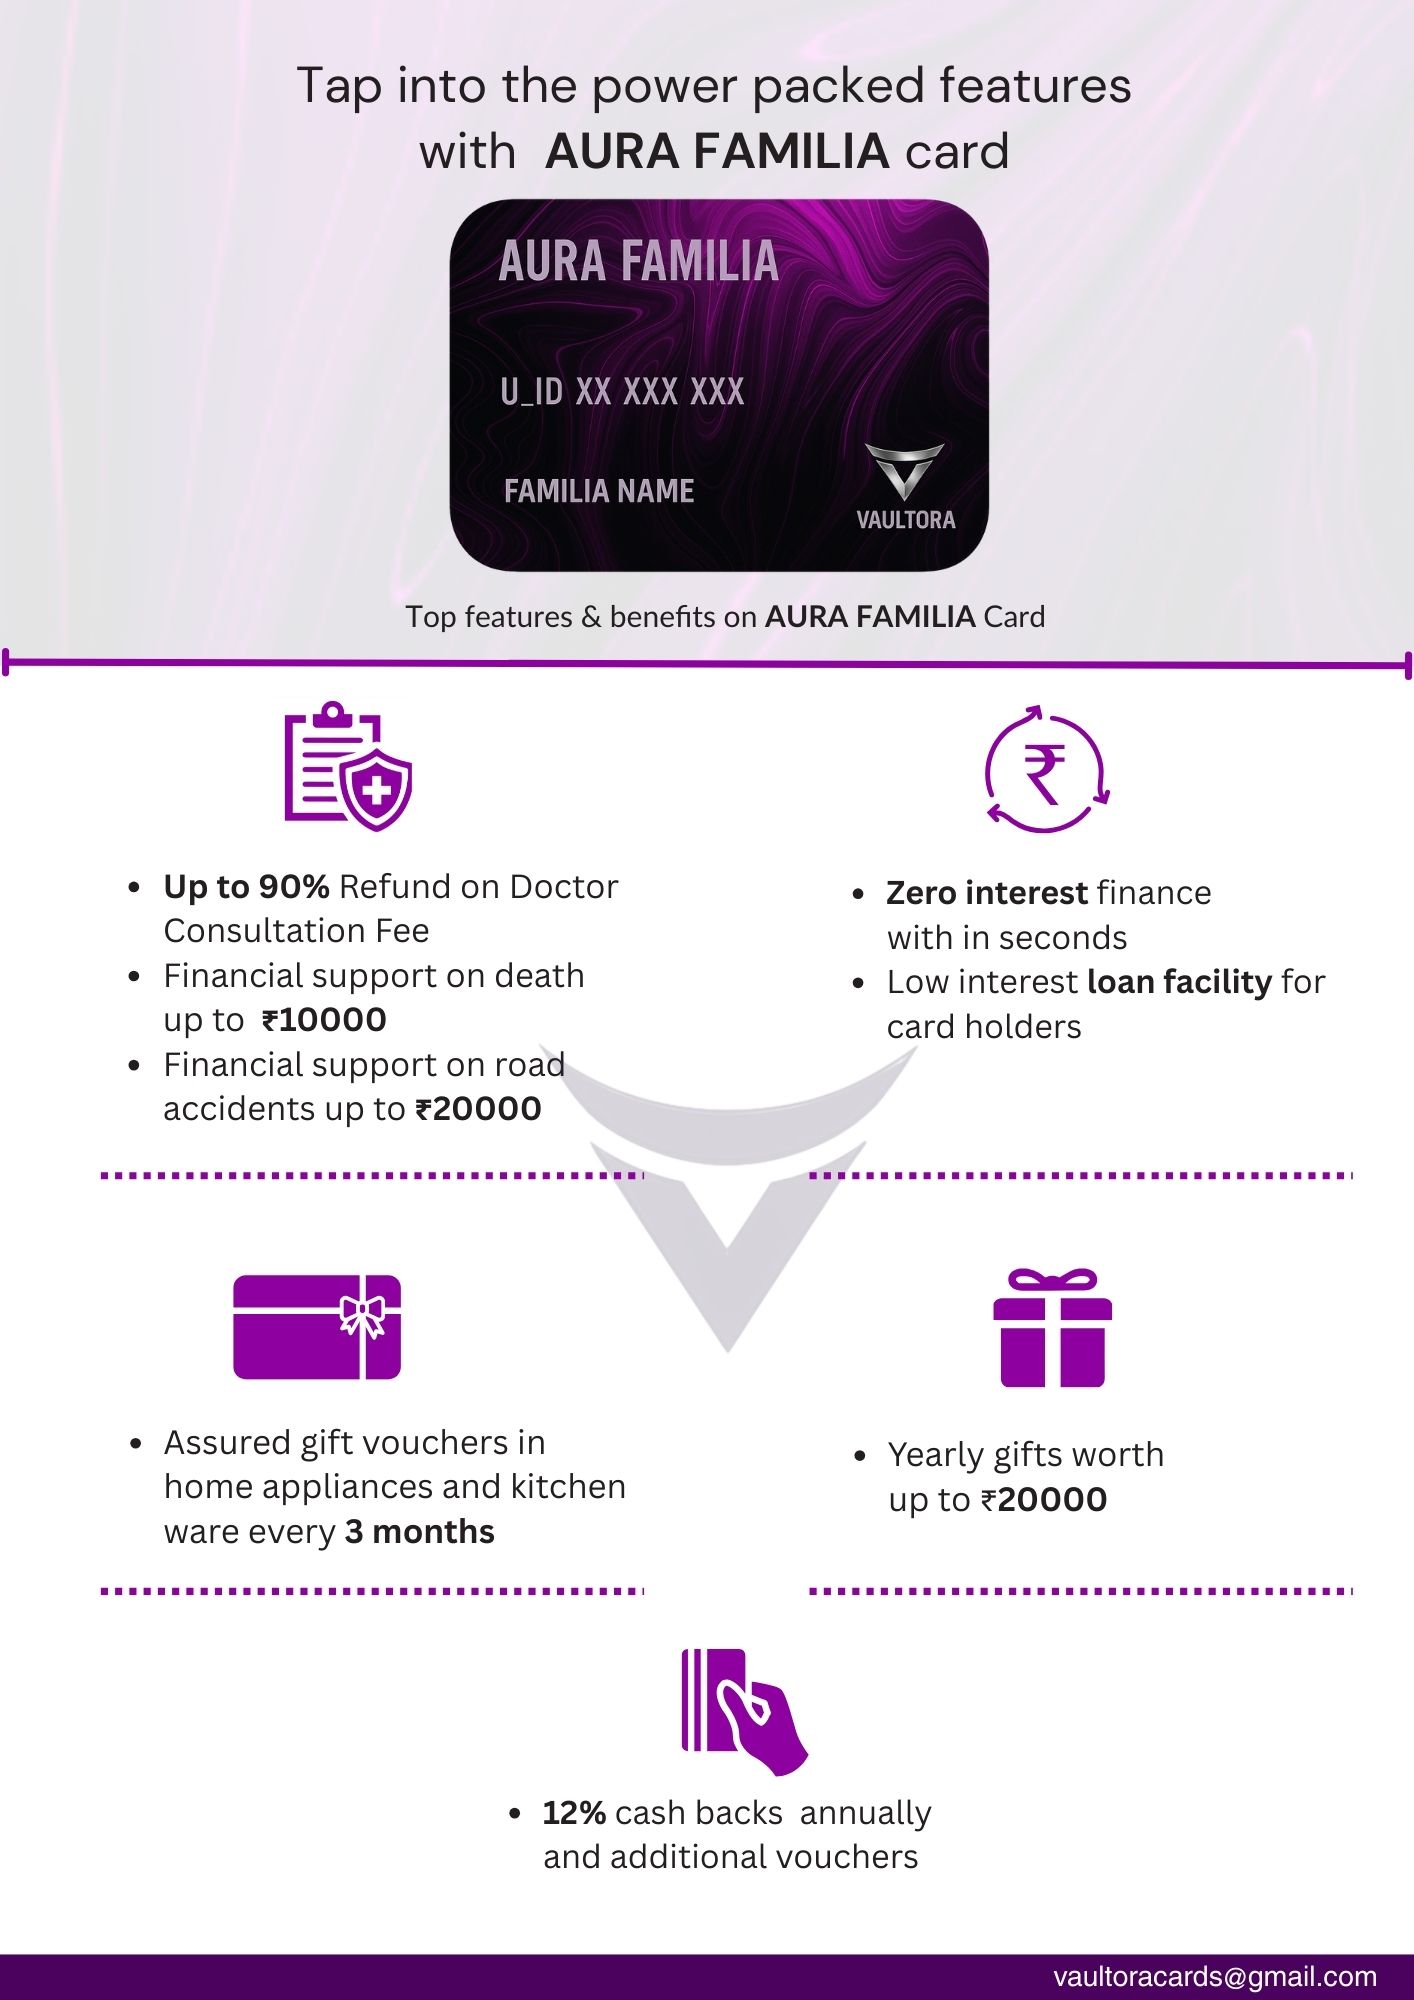 Tap into the power packed features
with AURA FAMILIA card
AURA FAMILIA
U_ID XX XXX XXX
FAMILIA NAME
VAULTORA
Top features & benefits on AURA FAMILIA Card
• Up to 90% Refund on Doctor
Consultation Fee
• Financial support on death
up to ₹10000
• Financial support on road
accidents up to ₹20000
₹
• Zero interest finance
with in seconds
• Low interest loan facility for
card holders
• Assured gift vouchers in
home appliances and kitchen
ware every 3 months
• Yearly gifts worth
up to ₹20000
• 12% cash backs annually
and additional vouchers
vaultoracards@gmail.com